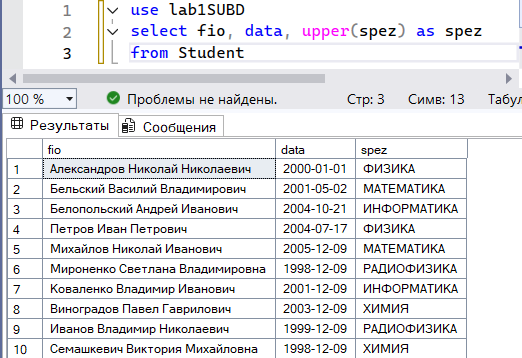 1 use lab1SUBD
2 select fio, data, upper(spez) as spez
3 from Student
100 % Проблемы не найдены. Стр: 3 Симв: 13
Результаты Сообщения
fio data spez
1 Александров Николай Николаевич 2000-01-01 ФИЗИКА
2 Бельский Василий Владимирович 2001-05-02 МАТЕМАТИКА
3 Белопольский Андрей Иванович 2004-10-21 ИНФОРМАТИКА
4 Петров Иван Петрович 2004-07-17 ФИЗИКА
5 Михайлов Николай Иванович 2005-12-09 МАТЕМАТИКА
6 Мироненко Светлана Владимировна 1998-12-09 РАДИОФИЗИКА
7 Коваленко Владимир Иванович 2001-12-09 ИНФОРМАТИКА
8 Виноградов Павел Гаврилович 2003-12-09 ХИМИЯ
9 Иванов Владимир Николаевич 1999-12-09 РАДИОФИЗИКА
10 Семашкевич Виктория Михайловна 1998-12-09 ХИМИЯ